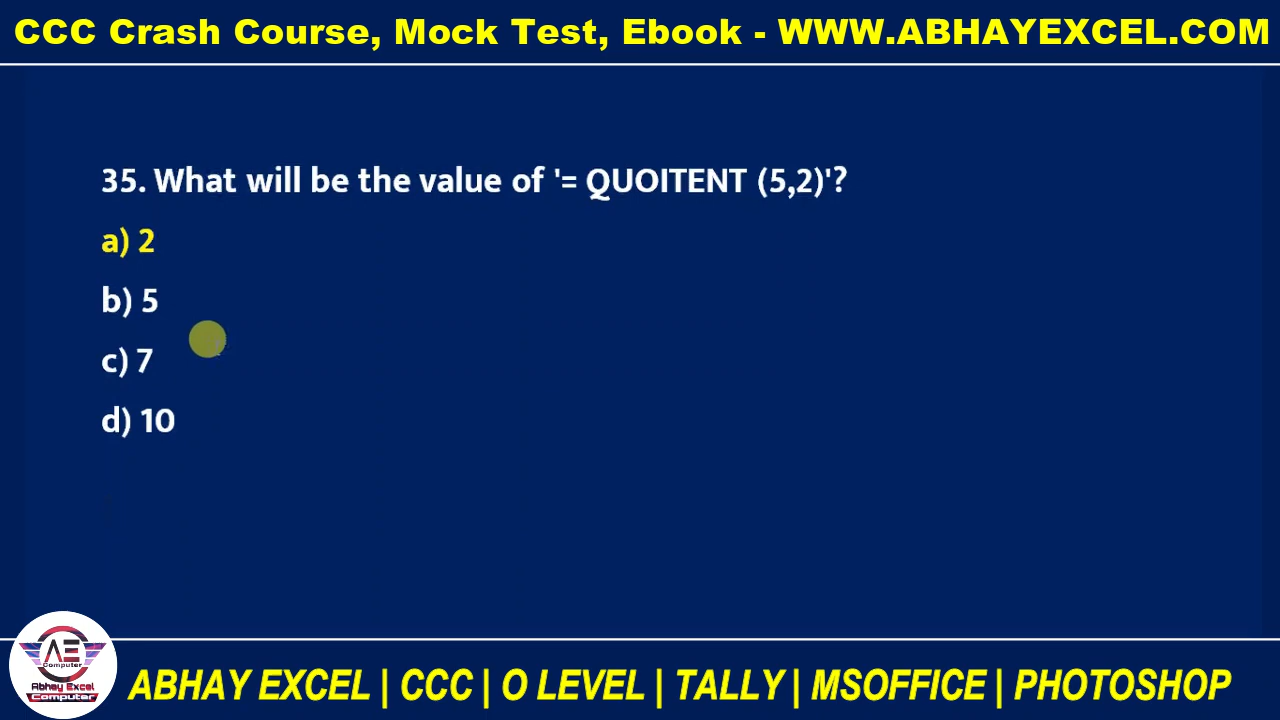 CCC Crash Course, Mock Test, Ebook - WWW.ABHAYEXCEL.COM
35. What will be the value of '= QUOITENT (5,2)'?
a) 2
b) 5
c) 7
d) 10
AE
Computer
Abhay Excel
Computer
ABHAY EXCEL | CCC | O LEVEL | TALLY | MSOFFICE | PHOTOSHOP